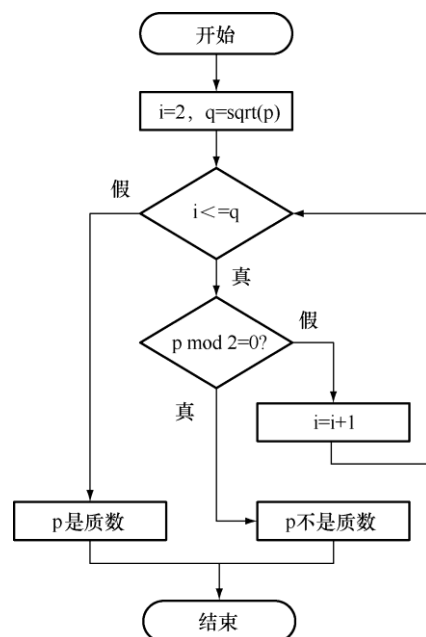 开始
i=2，q=sqrt(p)
i<=q
假
真
p mod 2=0?
假
真
i=i+1
p是质数
p不是质数
结束